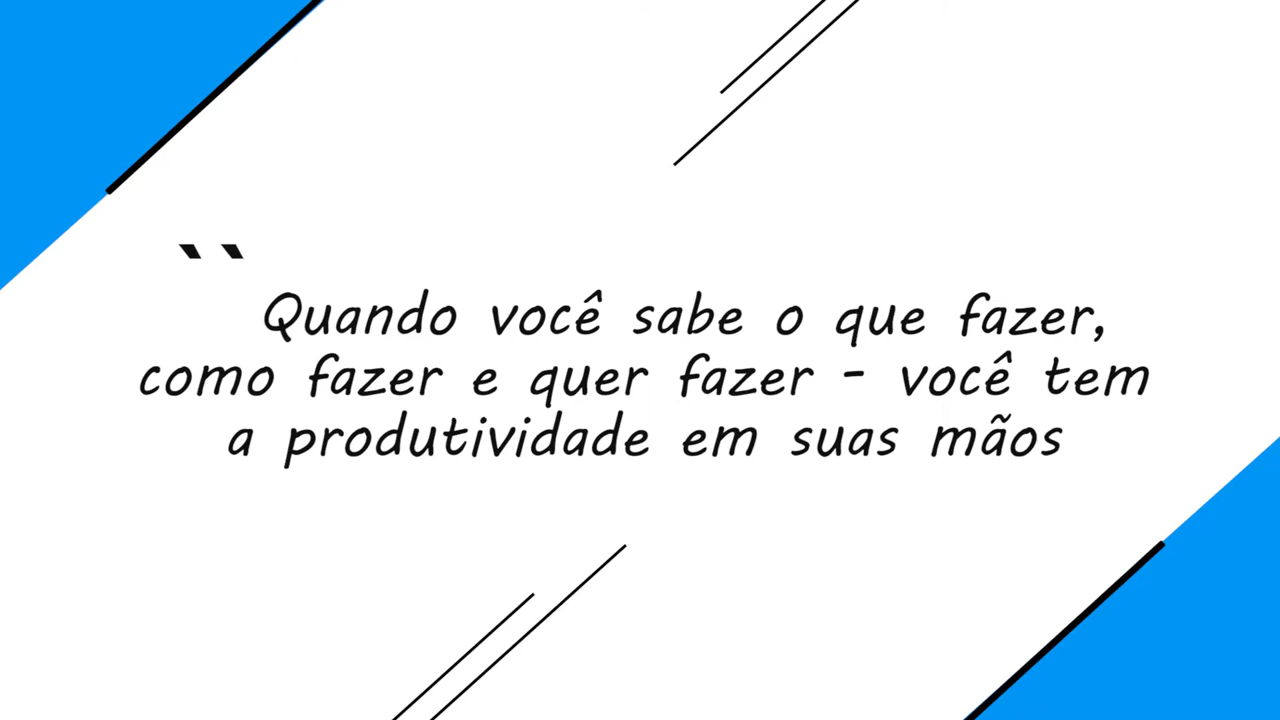 `` Quando você sabe o que fazer,
como fazer e quer fazer - você tem
a produtividade em suas mãos